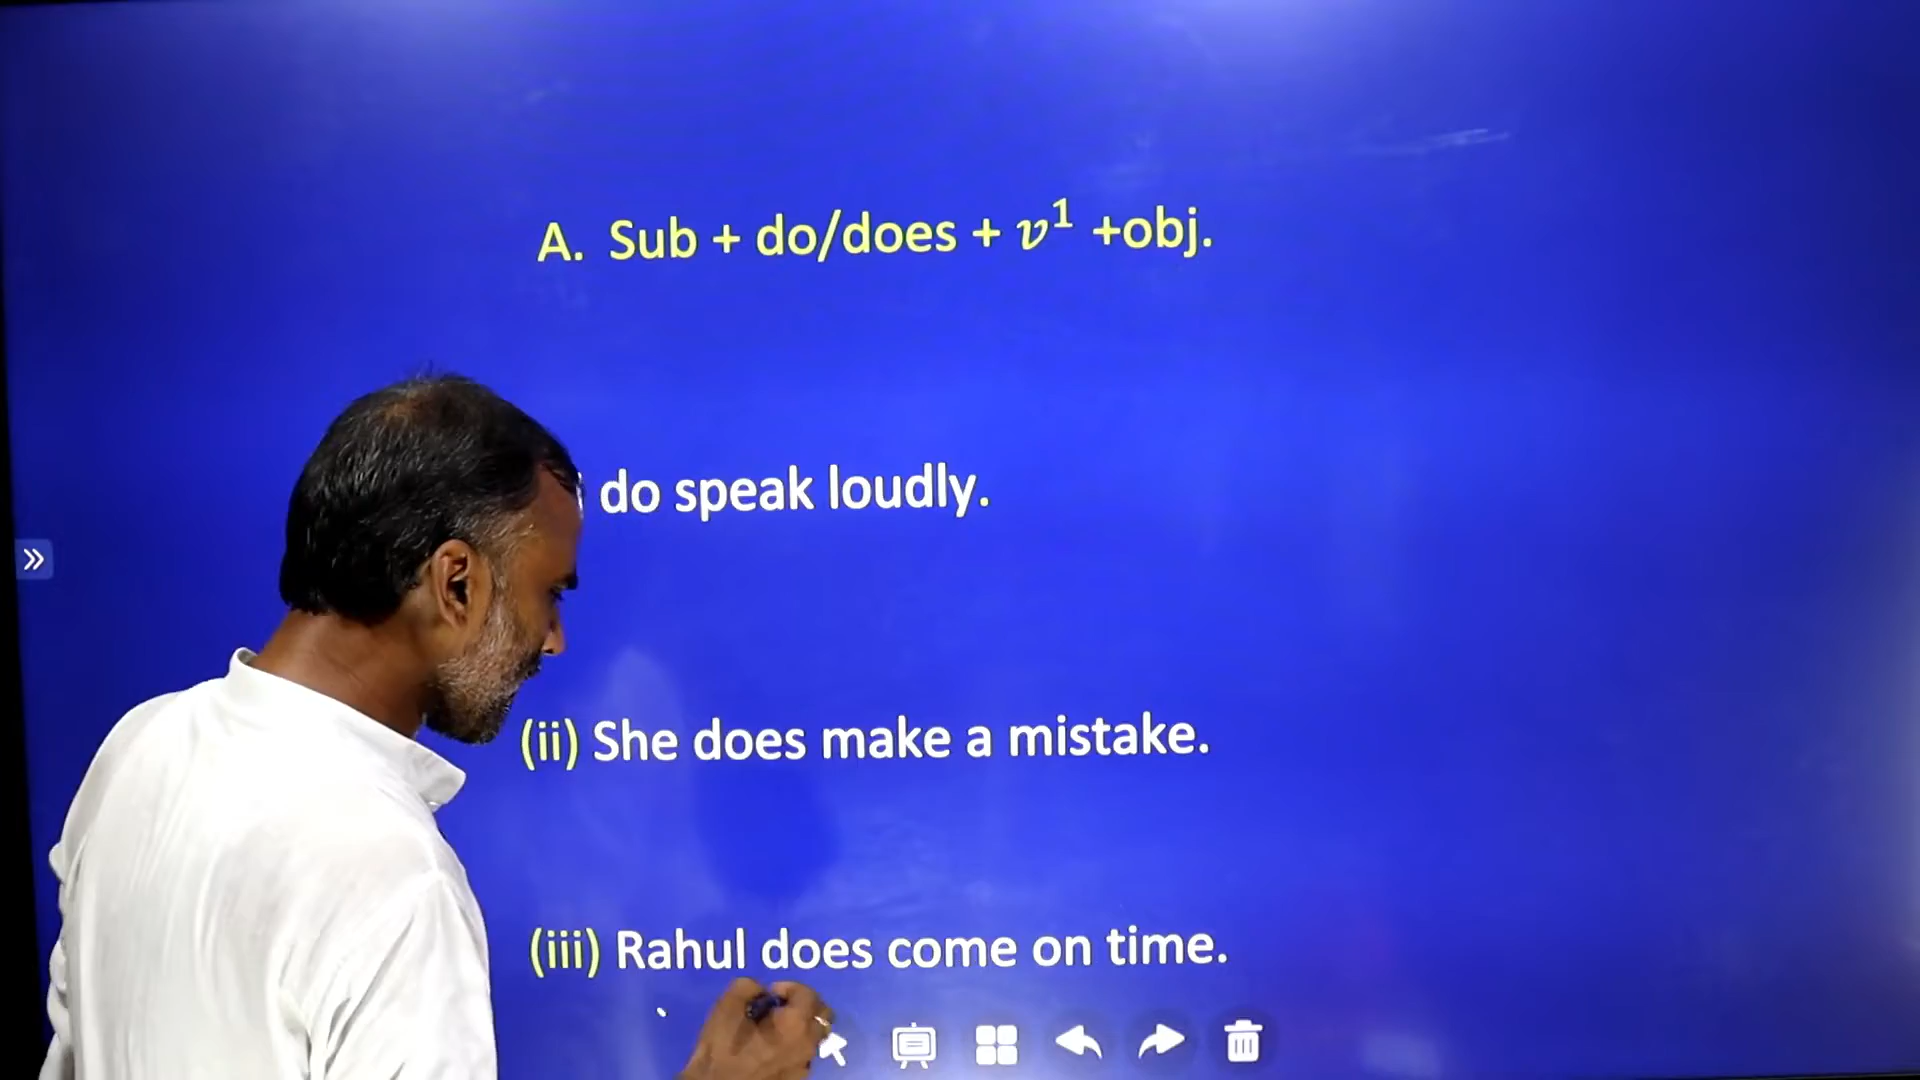 A. Sub + do/does + v¹ +obj.
do speak loudly.
(ii) She does make a mistake.
(iii) Rahul does come on time.